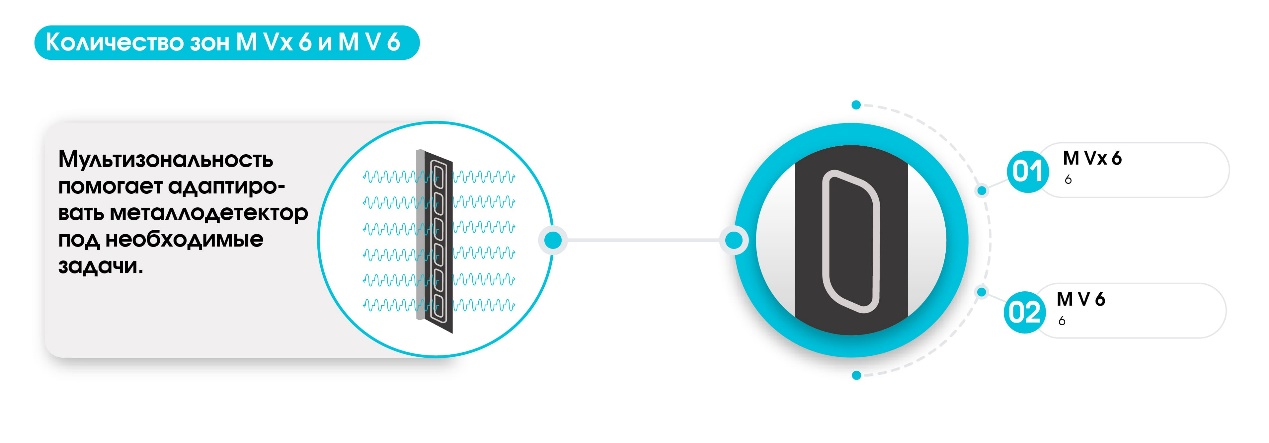 Количество зон M Vx 6 и M V 6
Мультизональность
помогает адаптиро-
вать металлодетектор
под необходимые
задачи.
01
M Vx 6
6
02
M V 6
6